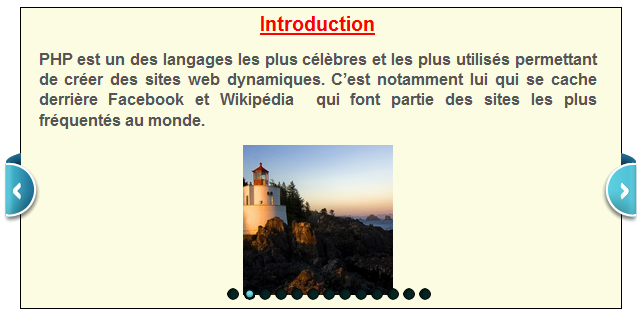 Introduction
PHP est un des langages les plus célèbres et les plus utilisés permettant
de créer des sites web dynamiques. C’est notamment lui qui se cache
derrière Facebook et Wikipédia  qui font partie des sites les plus
fréquentés au monde.